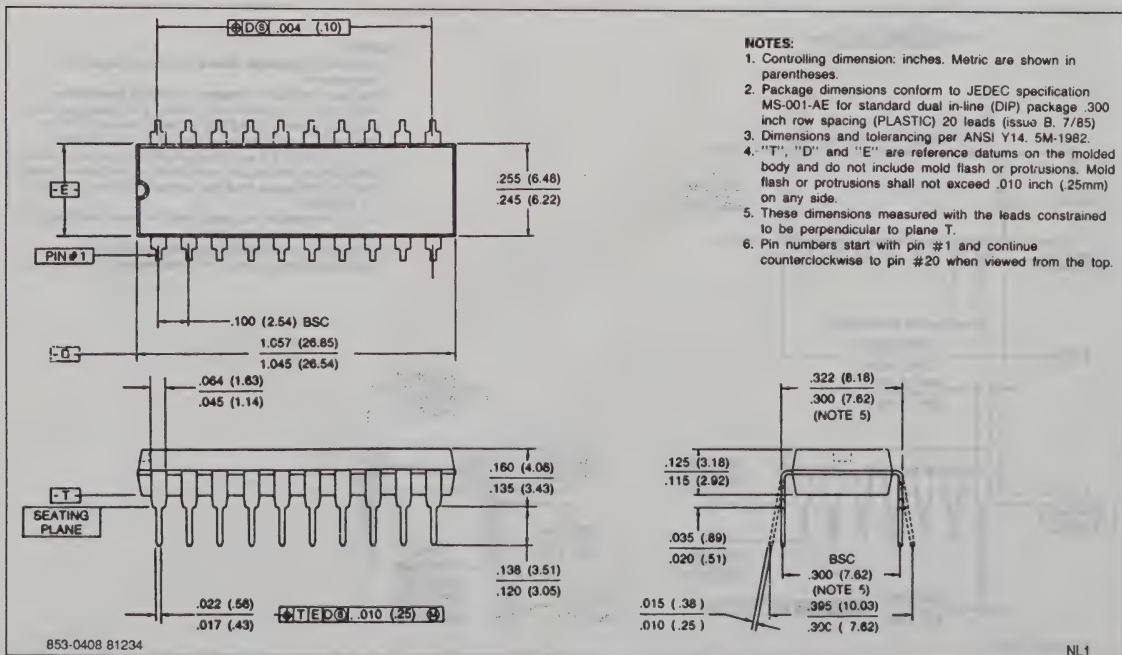 ⌖ D Ⓢ .004 (.10)
NOTES:
1. Controlling dimension: inches. Metric are shown in
parentheses.
2. Package dimensions conform to JEDEC specification
MS-001-AE for standard dual in-line (DIP) package .300
inch row spacing (PLASTIC) 20 leads (issue B. 7/85)
3. Dimensions and tolerancing per ANSI Y14. 5M-1982.
4. "T", "D" and "E" are reference datums on the molded
body and do not include mold flash or protrusions. Mold
flash or protrusions shall not exceed .010 inch (.25mm)
on any side.
5. These dimensions measured with the leads constrained
to be perpendicular to plane T.
6. Pin numbers start with pin #1 and continue
counterclockwise to pin #20 when viewed from the top.
-E-
.255 (6.48)
.245 (6.22)
PIN #1
.100 (2.54) BSC
-D-
1.057 (26.85)
1.045 (26.54)
.064 (1.63)
.045 (1.14)
-T-
SEATING
PLANE
.160 (4.06)
.135 (3.43)
.138 (3.51)
.120 (3.05)
.022 (.56)
.017 (.43)
⌖ T E D Ⓢ .010 (.25) Ⓜ
.322 (8.18)
.300 (7.62)
(NOTE 5)
.125 (3.18)
.115 (2.92)
.035 (.89)
.020 (.51)
BSC
.300 (7.62)
(NOTE 5)
.395 (10.03)
.300 (7.62)
.015 (.38)
.010 (.25)
853-0408 81234
NL1